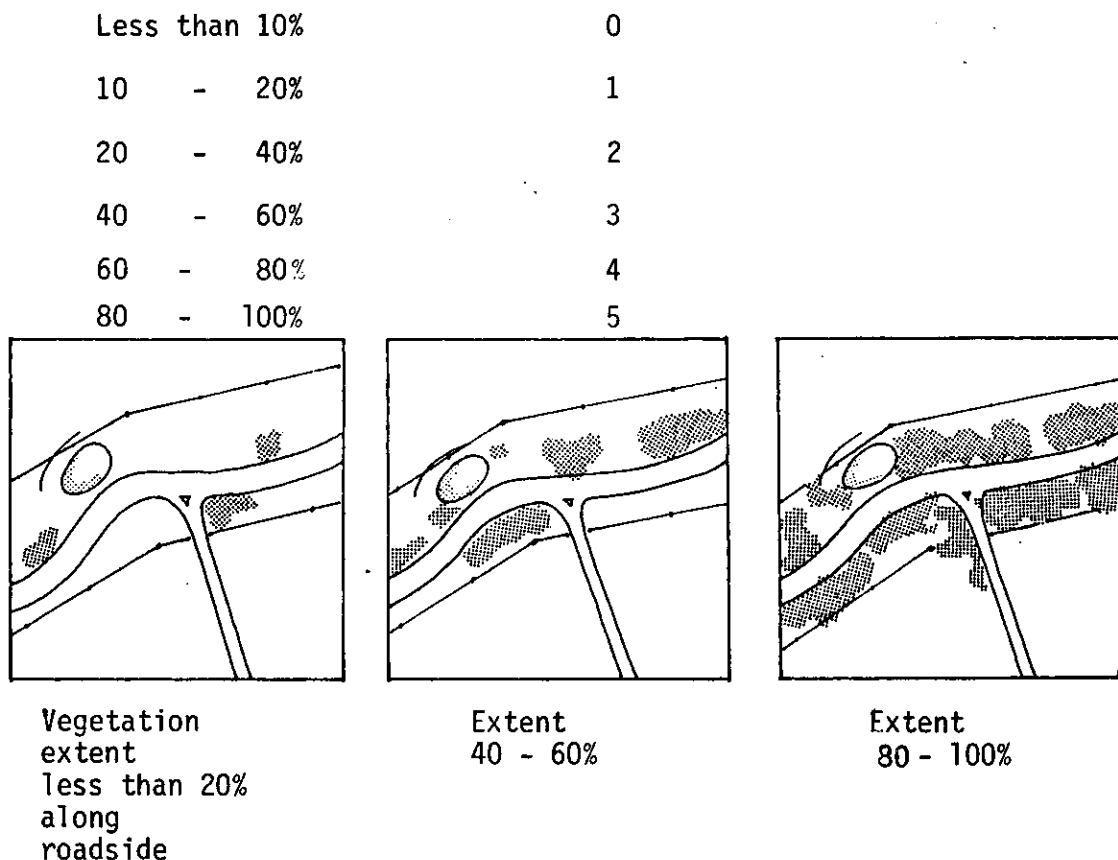 Less than 10% 0
10 - 20% 1
20 - 40% 2
40 - 60% 3
60 - 80% 4
80 - 100% 5
Vegetation
extent
less than 20%
along
roadside
Extent
40 - 60%
Extent
80 - 100%